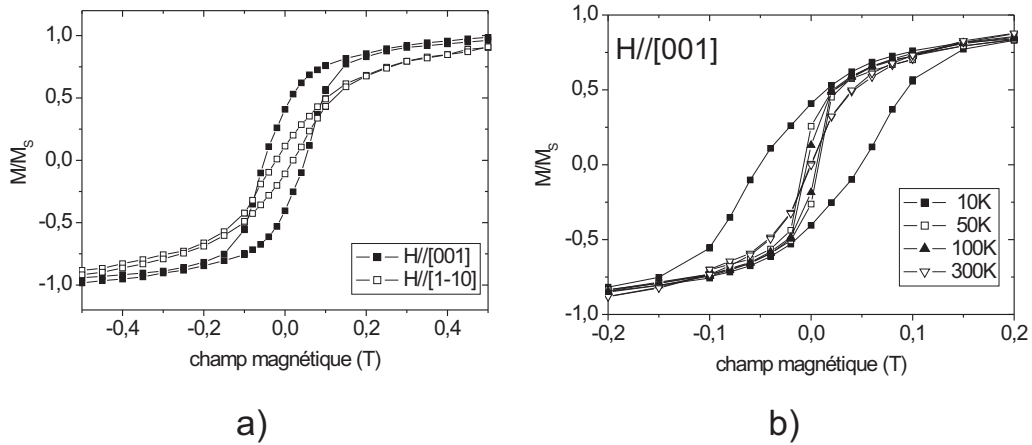 1,0
0,5
0,0
-0,5
-1,0
M/M_S
-0,4 -0,2 0,0 0,2 0,4
champ magnétique (T)
H//[001]
H//[1-10]
a)
H//[001]
1,0
0,5
0,0
-0,5
-1,0
M/M_S
-0,2 -0,1 0,0 0,1 0,2
champ magnétique (T)
10K
50K
100K
300K
b)